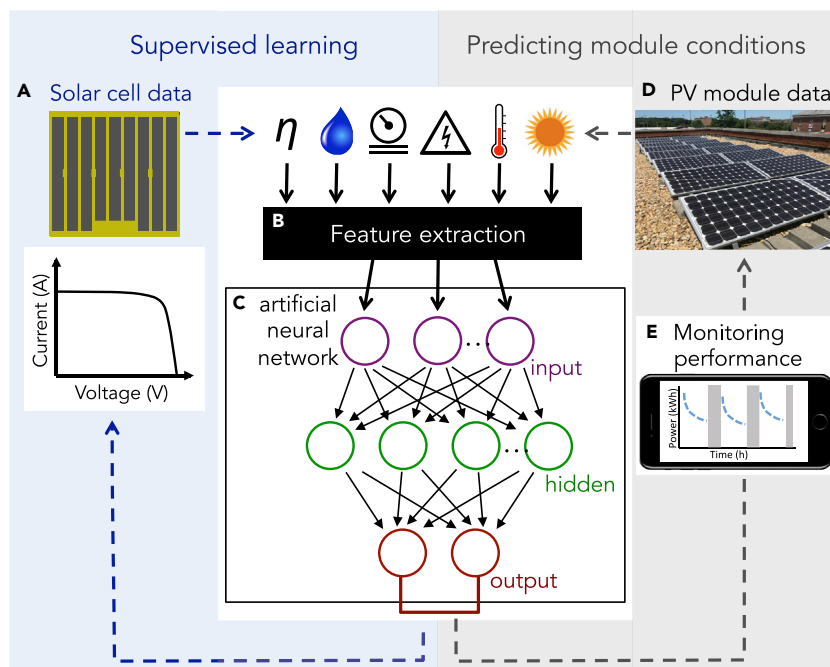 Supervised learning
Predicting module conditions
A Solar cell data
D PV module data
η
B
Feature extraction
Current (A)
Voltage (V)
C artificial
neural
network
...
input
...
hidden
output
E Monitoring
performance
Power (kWh)
Time (h)